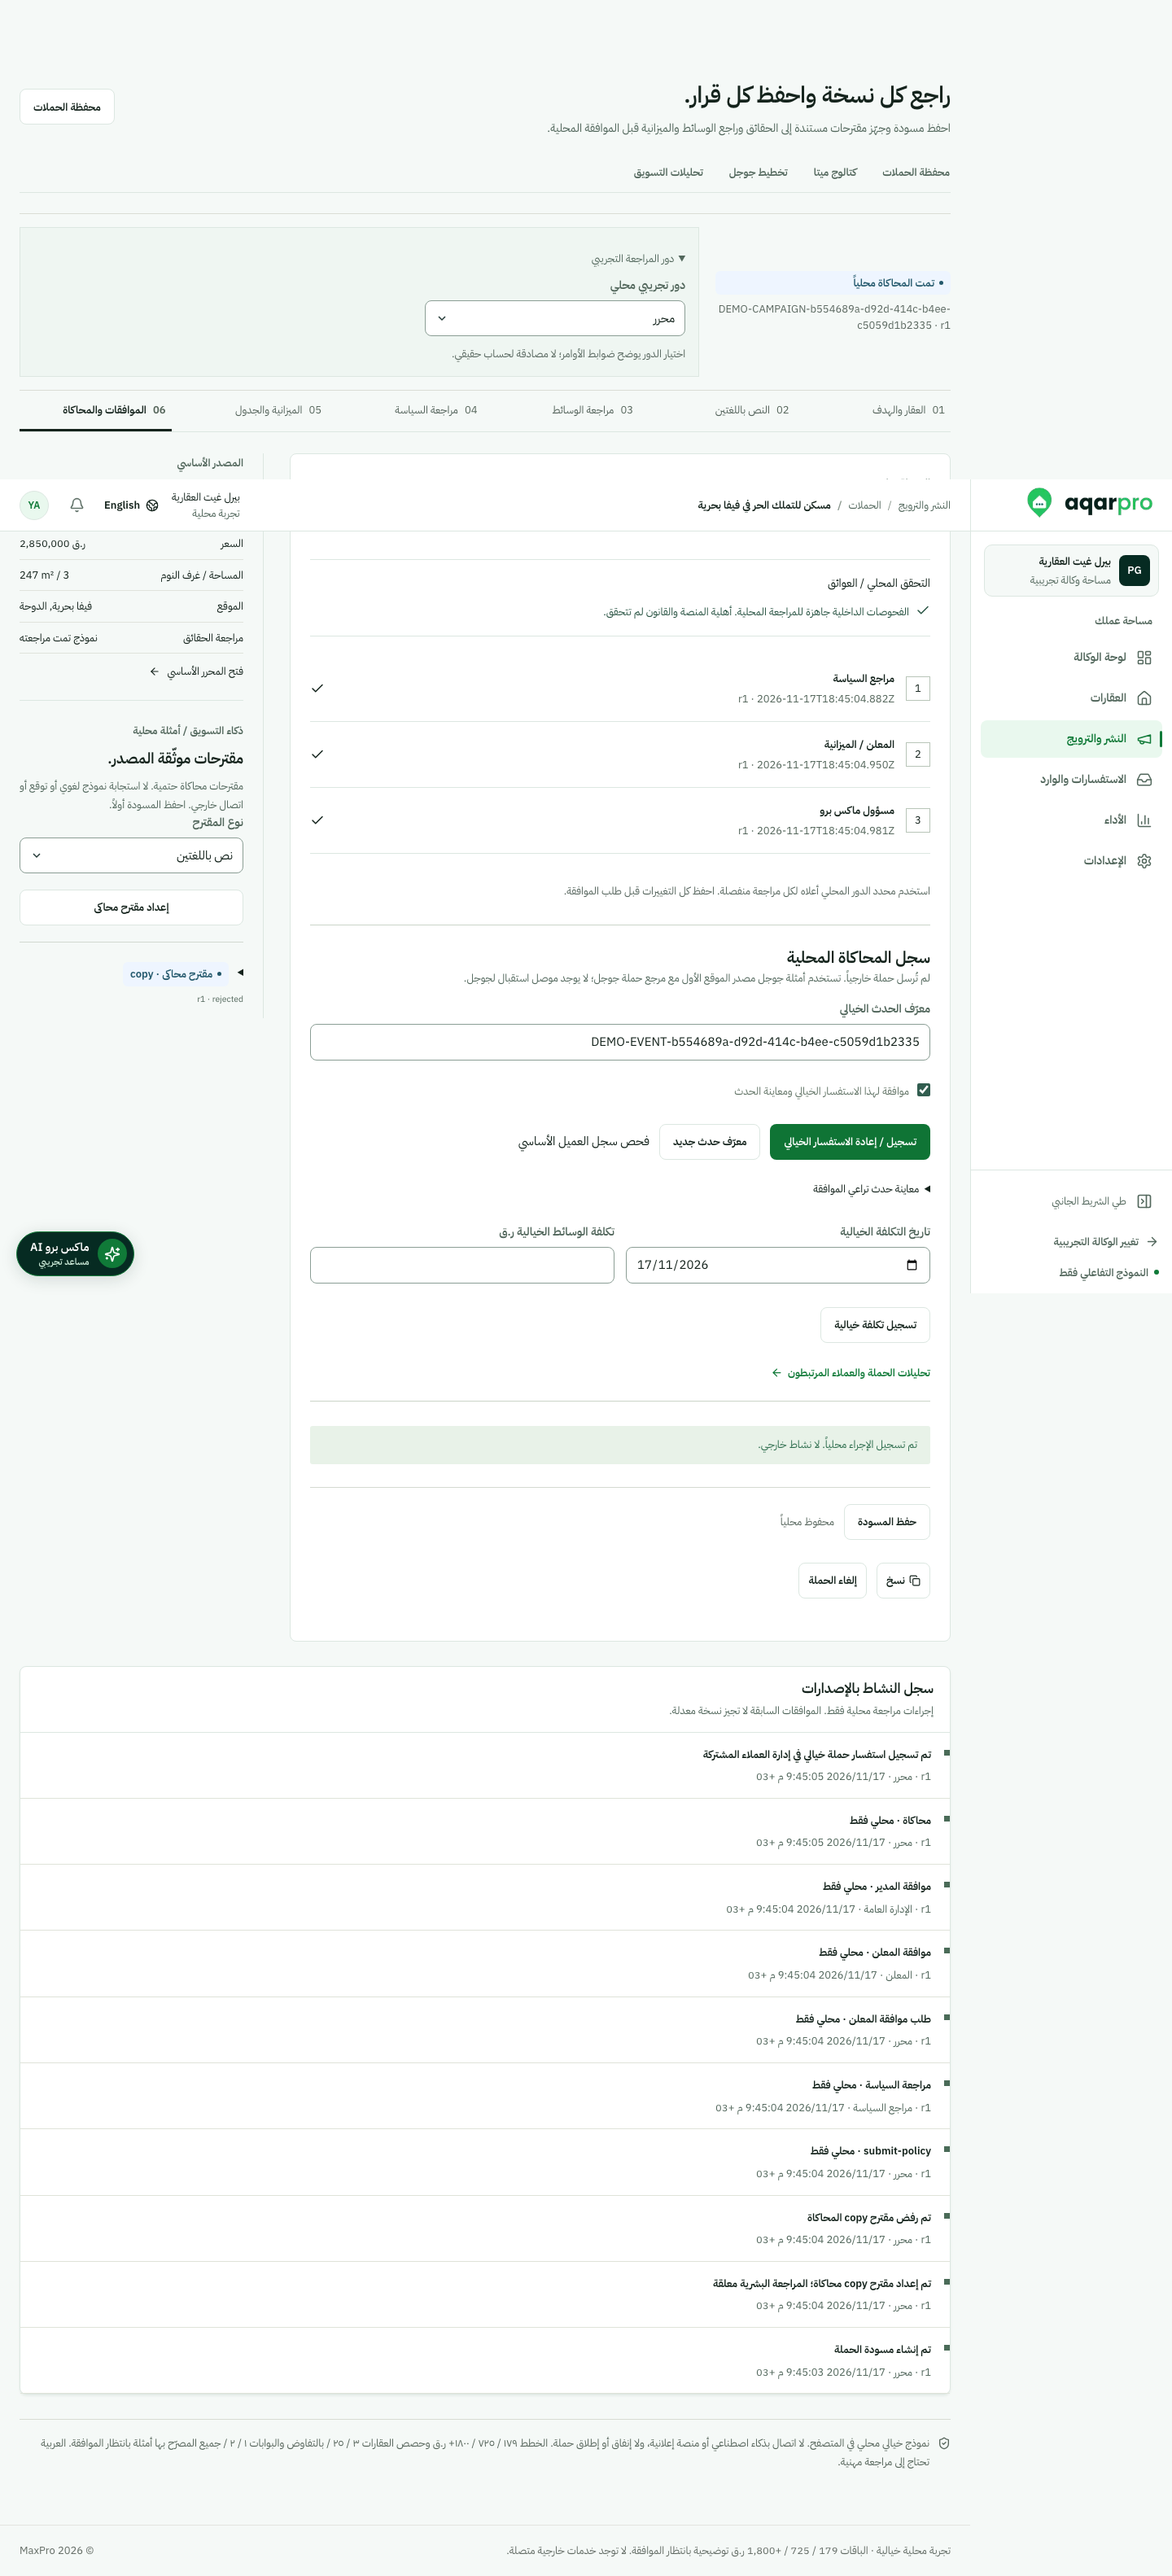 راجع كل نسخة واحفظ كل قرار.
احفظ مسودة وجهّز مقترحات مستندة إلى الحقائق وراجع الوسائط والميزانية قبل الموافقة المحلية.
محفظة الحملات
محفظة الحملات
كتالوج ميتا
تخطيط جوجل
تحليلات التسويق
تمت المحاكاة محلياً
DEMO-CAMPAIGN-b554689a-d92d-414c-b4ee-
c5059d1b2335 · r1
دور المراجعة التجريبي
دور تجريبي محلي
محرر
اختيار الدور يوضح ضوابط الأوامر؛ لا مصادقة لحساب حقيقي.
01 العقار والهدف
02 النص باللغتين
03 مراجعة الوسائط
04 مراجعة السياسة
05 الميزانية والجدول
06 الموافقات والمحاكاة
aqarpro
النشر والترويج / الحملات / مسكن للتملك الحر في فيفا بحرية
بيرل غيت العقارية
تجربة محلية
English
YA
PG
بيرل غيت العقارية
مساحة وكالة تجريبية
مساحة عملك
لوحة الوكالة
العقارات
النشر والترويج
الاستفسارات والوارد
الأداء
الإعدادات
طي الشريط الجانبي
تغيير الوكالة التجريبية
النموذج التفاعلي فقط
التحقق المحلي / العوائق
الفحوصات الداخلية جاهزة للمراجعة المحلية. أهلية المنصة والقانون لم تتحقق.
1
مراجع السياسة
r1 · 2026-11-17T18:45:04.882Z
2
المعلن / الميزانية
r1 · 2026-11-17T18:45:04.950Z
3
مسؤول ماكس برو
r1 · 2026-11-17T18:45:04.981Z
استخدم محدد الدور المحلي أعلاه لكل مراجعة منفصلة. احفظ كل التغييرات قبل طلب الموافقة.
سجل المحاكاة المحلية
لم تُرسل حملة خارجياً. تستخدم أمثلة جوجل مصدر الموقع الأول مع مرجع حملة جوجل؛ لا يوجد موصل استقبال لجوجل.
معرّف الحدث الخيالي
DEMO-EVENT-b554689a-d92d-414c-b4ee-c5059d1b2335
موافقة لهذا الاستفسار الخيالي ومعاينة الحدث
تسجيل / إعادة الاستفسار الخيالي
معرّف حدث جديد
فحص سجل العميل الأساسي
معاينة حدث تراعي الموافقة
تاريخ التكلفة الخيالية
17/11/2026
تكلفة الوسائط الخيالية ر.ق
تسجيل تكلفة خيالية
تحليلات الحملة والعملاء المرتبطون
تم تسجيل الإجراء محلياً. لا نشاط خارجي.
حفظ المسودة
محفوظ محلياً
نسخ
إلغاء الحملة
المصدر الأساسي
السعر
ر.ق 2,850,000
المساحة / غرف النوم
247 m² / 3
الموقع
فيفا بحرية, الدوحة
مراجعة الحقائق
نموذج تمت مراجعته
فتح المحرر الأساسي
ذكاء التسويق / أمثلة محلية
مقترحات موثّقة المصدر.
مقترحات محاكاة حتمية. لا استجابة نموذج لغوي أو توقع أو
اتصال خارجي. احفظ المسودة أولاً.
نوع المقترح
نص باللغتين
إعداد مقترح محاكى
مقترح محاكى · copy
r1 · rejected
ماكس برو AI
مساعد تجريبي
سجل النشاط بالإصدارات
إجراءات مراجعة محلية فقط. الموافقات السابقة لا تجيز نسخة معدلة.
تم تسجيل استفسار حملة خيالي في إدارة العملاء المشتركة
r1 · محرر · 2026/11/17 9:45:05 م +03
محاكاة · محلي فقط
r1 · محرر · 2026/11/17 9:45:05 م +03
موافقة المدير · محلي فقط
r1 · الإدارة العامة · 2026/11/17 9:45:04 م +03
موافقة المعلن · محلي فقط
r1 · المعلن · 2026/11/17 9:45:04 م +03
طلب موافقة المعلن · محلي فقط
r1 · محرر · 2026/11/17 9:45:04 م +03
مراجعة السياسة · محلي فقط
r1 · مراجع السياسة · 2026/11/17 9:45:04 م +03
submit-policy · محلي فقط
r1 · محرر · 2026/11/17 9:45:04 م +03
تم رفض مقترح copy المحاكاة
r1 · محرر · 2026/11/17 9:45:04 م +03
تم إعداد مقترح copy محاكاة؛ المراجعة البشرية معلقة
r1 · محرر · 2026/11/17 9:45:04 م +03
تم إنشاء مسودة الحملة
r1 · محرر · 2026/11/17 9:45:03 م +03
نموذج خيالي محلي في المتصفح. لا اتصال بذكاء اصطناعي أو منصة إعلانية، ولا إنفاق أو إطلاق حملة. الخطط ١٧٩ / ٧٢٥ / ١٨٠٠+ ر.ق وحصص العقارات ٣ / ٢٥ / بالتفاوض والبوابات ١ / ٢ / جميع المصرّح بها أمثلة بانتظار الموافقة. العربية
تحتاج إلى مراجعة مهنية.
تجربة محلية خيالية · الباقات 179 / 725 / +1,800 ر.ق توضيحية بانتظار الموافقة. لا توجد خدمات خارجية متصلة.
© 2026 MaxPro